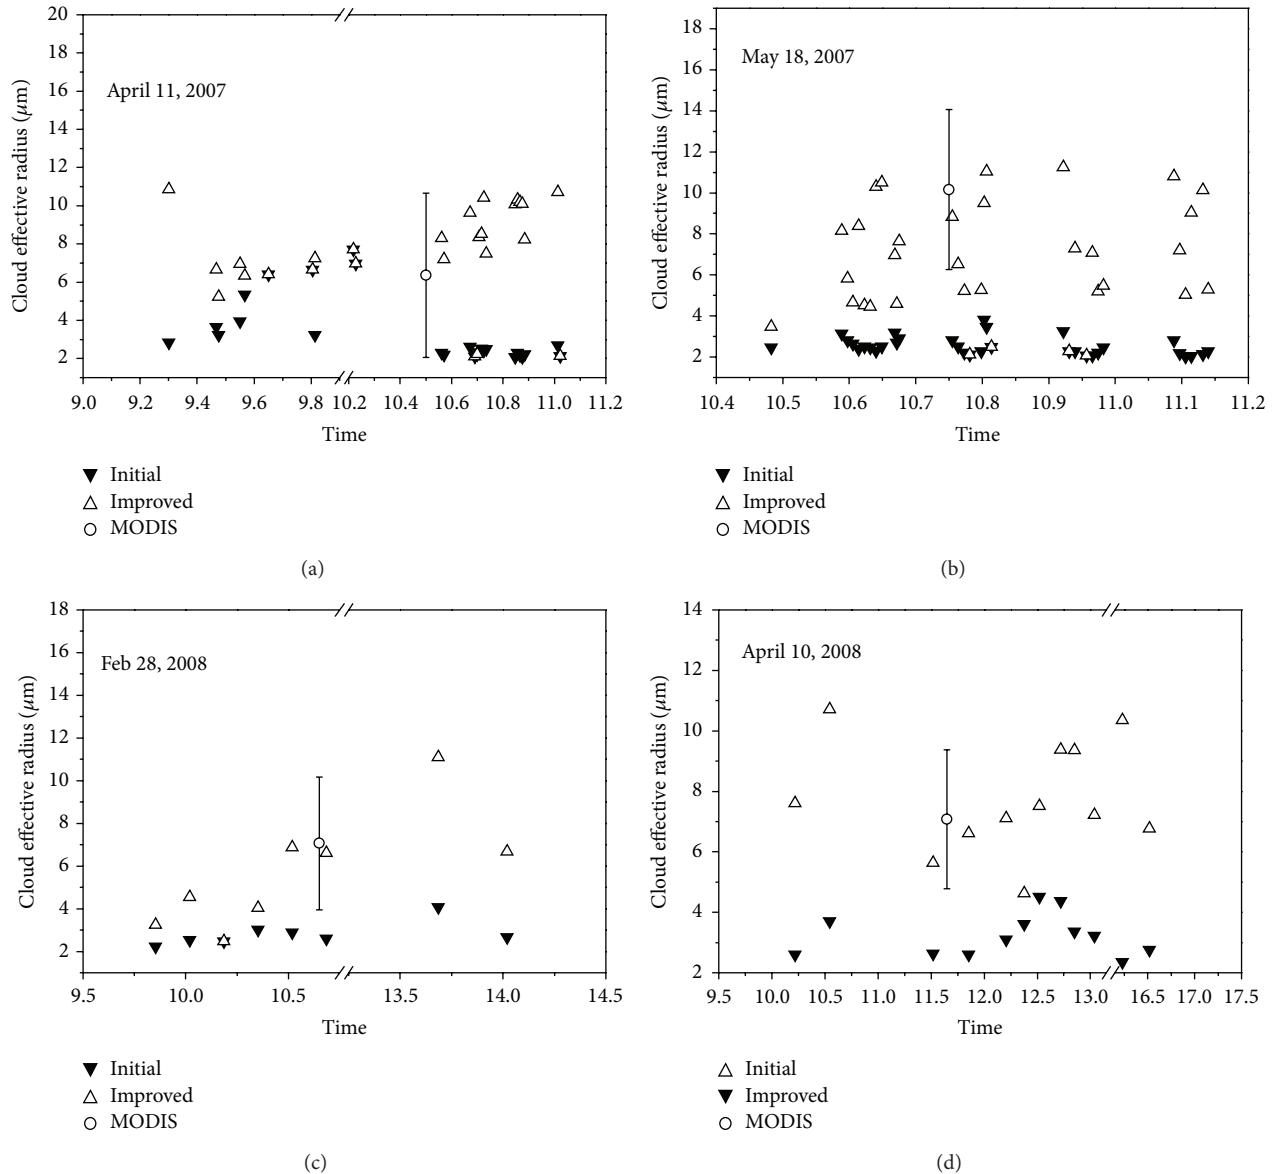 20
18
16
14
12
10
8
6
4
2
Cloud effective radius (μm)
April 11, 2007
9.0 9.2 9.4 9.6 9.8 10.2 10.4 10.6 10.8 11.0 11.2
Time
Initial
Improved
MODIS
(a)
18
16
14
12
10
8
6
4
2
Cloud effective radius (μm)
May 18, 2007
10.4 10.5 10.6 10.7 10.8 10.9 11.0 11.1 11.2
Time
Initial
Improved
MODIS
(b)
18
16
14
12
10
8
6
4
2
Cloud effective radius (μm)
Feb 28, 2008
9.5 10.0 10.5 13.5 14.0 14.5
Time
Initial
Improved
MODIS
(c)
14
12
10
8
6
4
2
Cloud effective radius (μm)
April 10, 2008
9.5 10.0 10.5 11.0 11.5 12.0 12.5 13.0 16.5 17.0 17.5
Time
Initial
Improved
MODIS
(d)